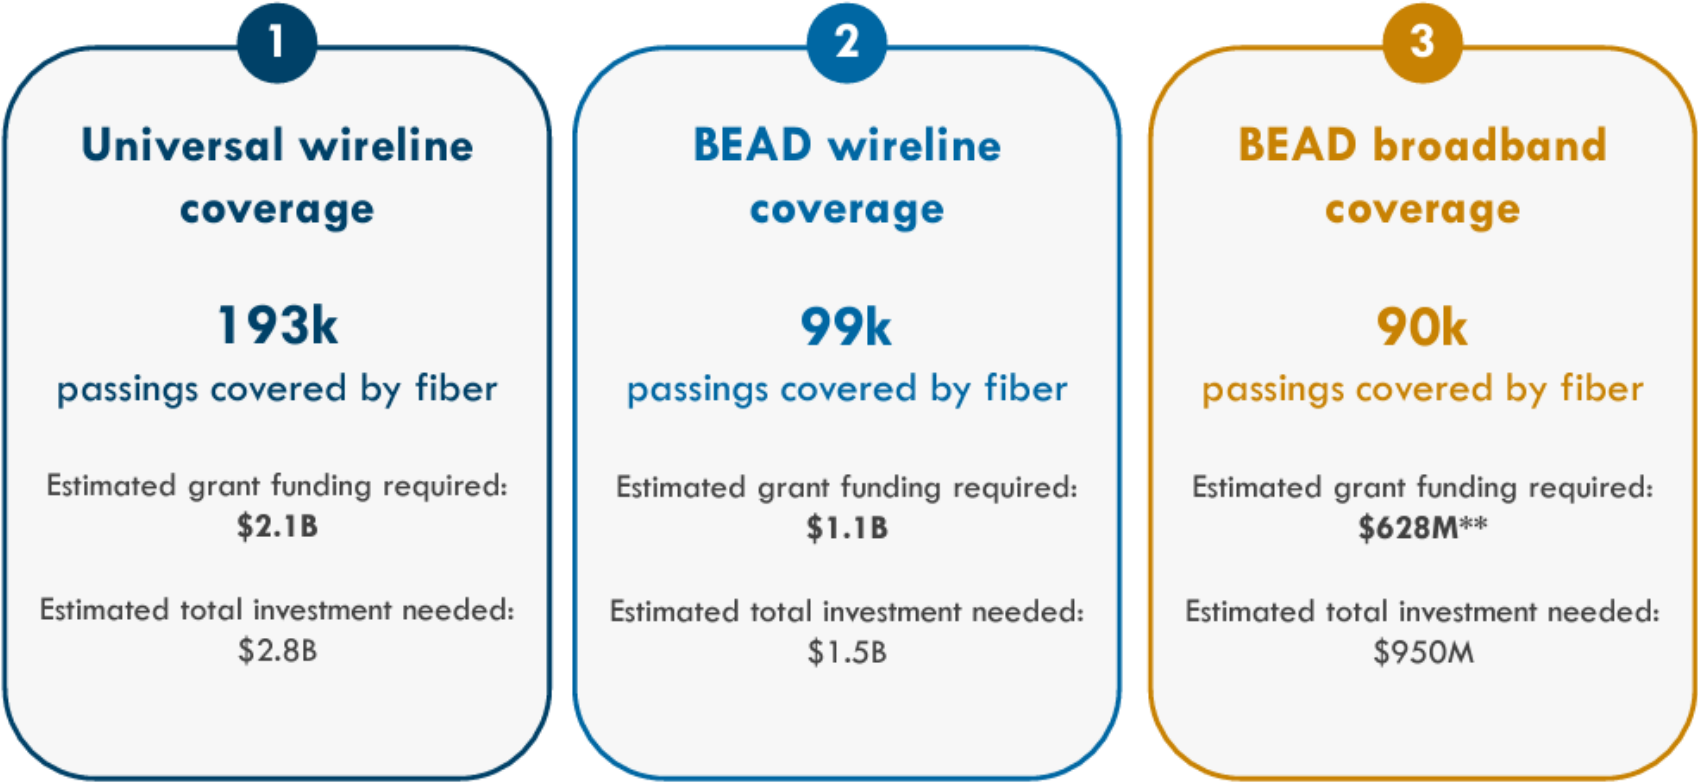 1
Universal wireline
coverage
193k
passings covered by fiber
Estimated grant funding required:
$2.1B
Estimated total investment needed:
$2.8B
2
BEAD wireline
coverage
99k
passings covered by fiber
Estimated grant funding required:
$1.1B
Estimated total investment needed:
$1.5B
3
BEAD broadband
coverage
90k
passings covered by fiber
Estimated grant funding required:
$628M**
Estimated total investment needed:
$950M